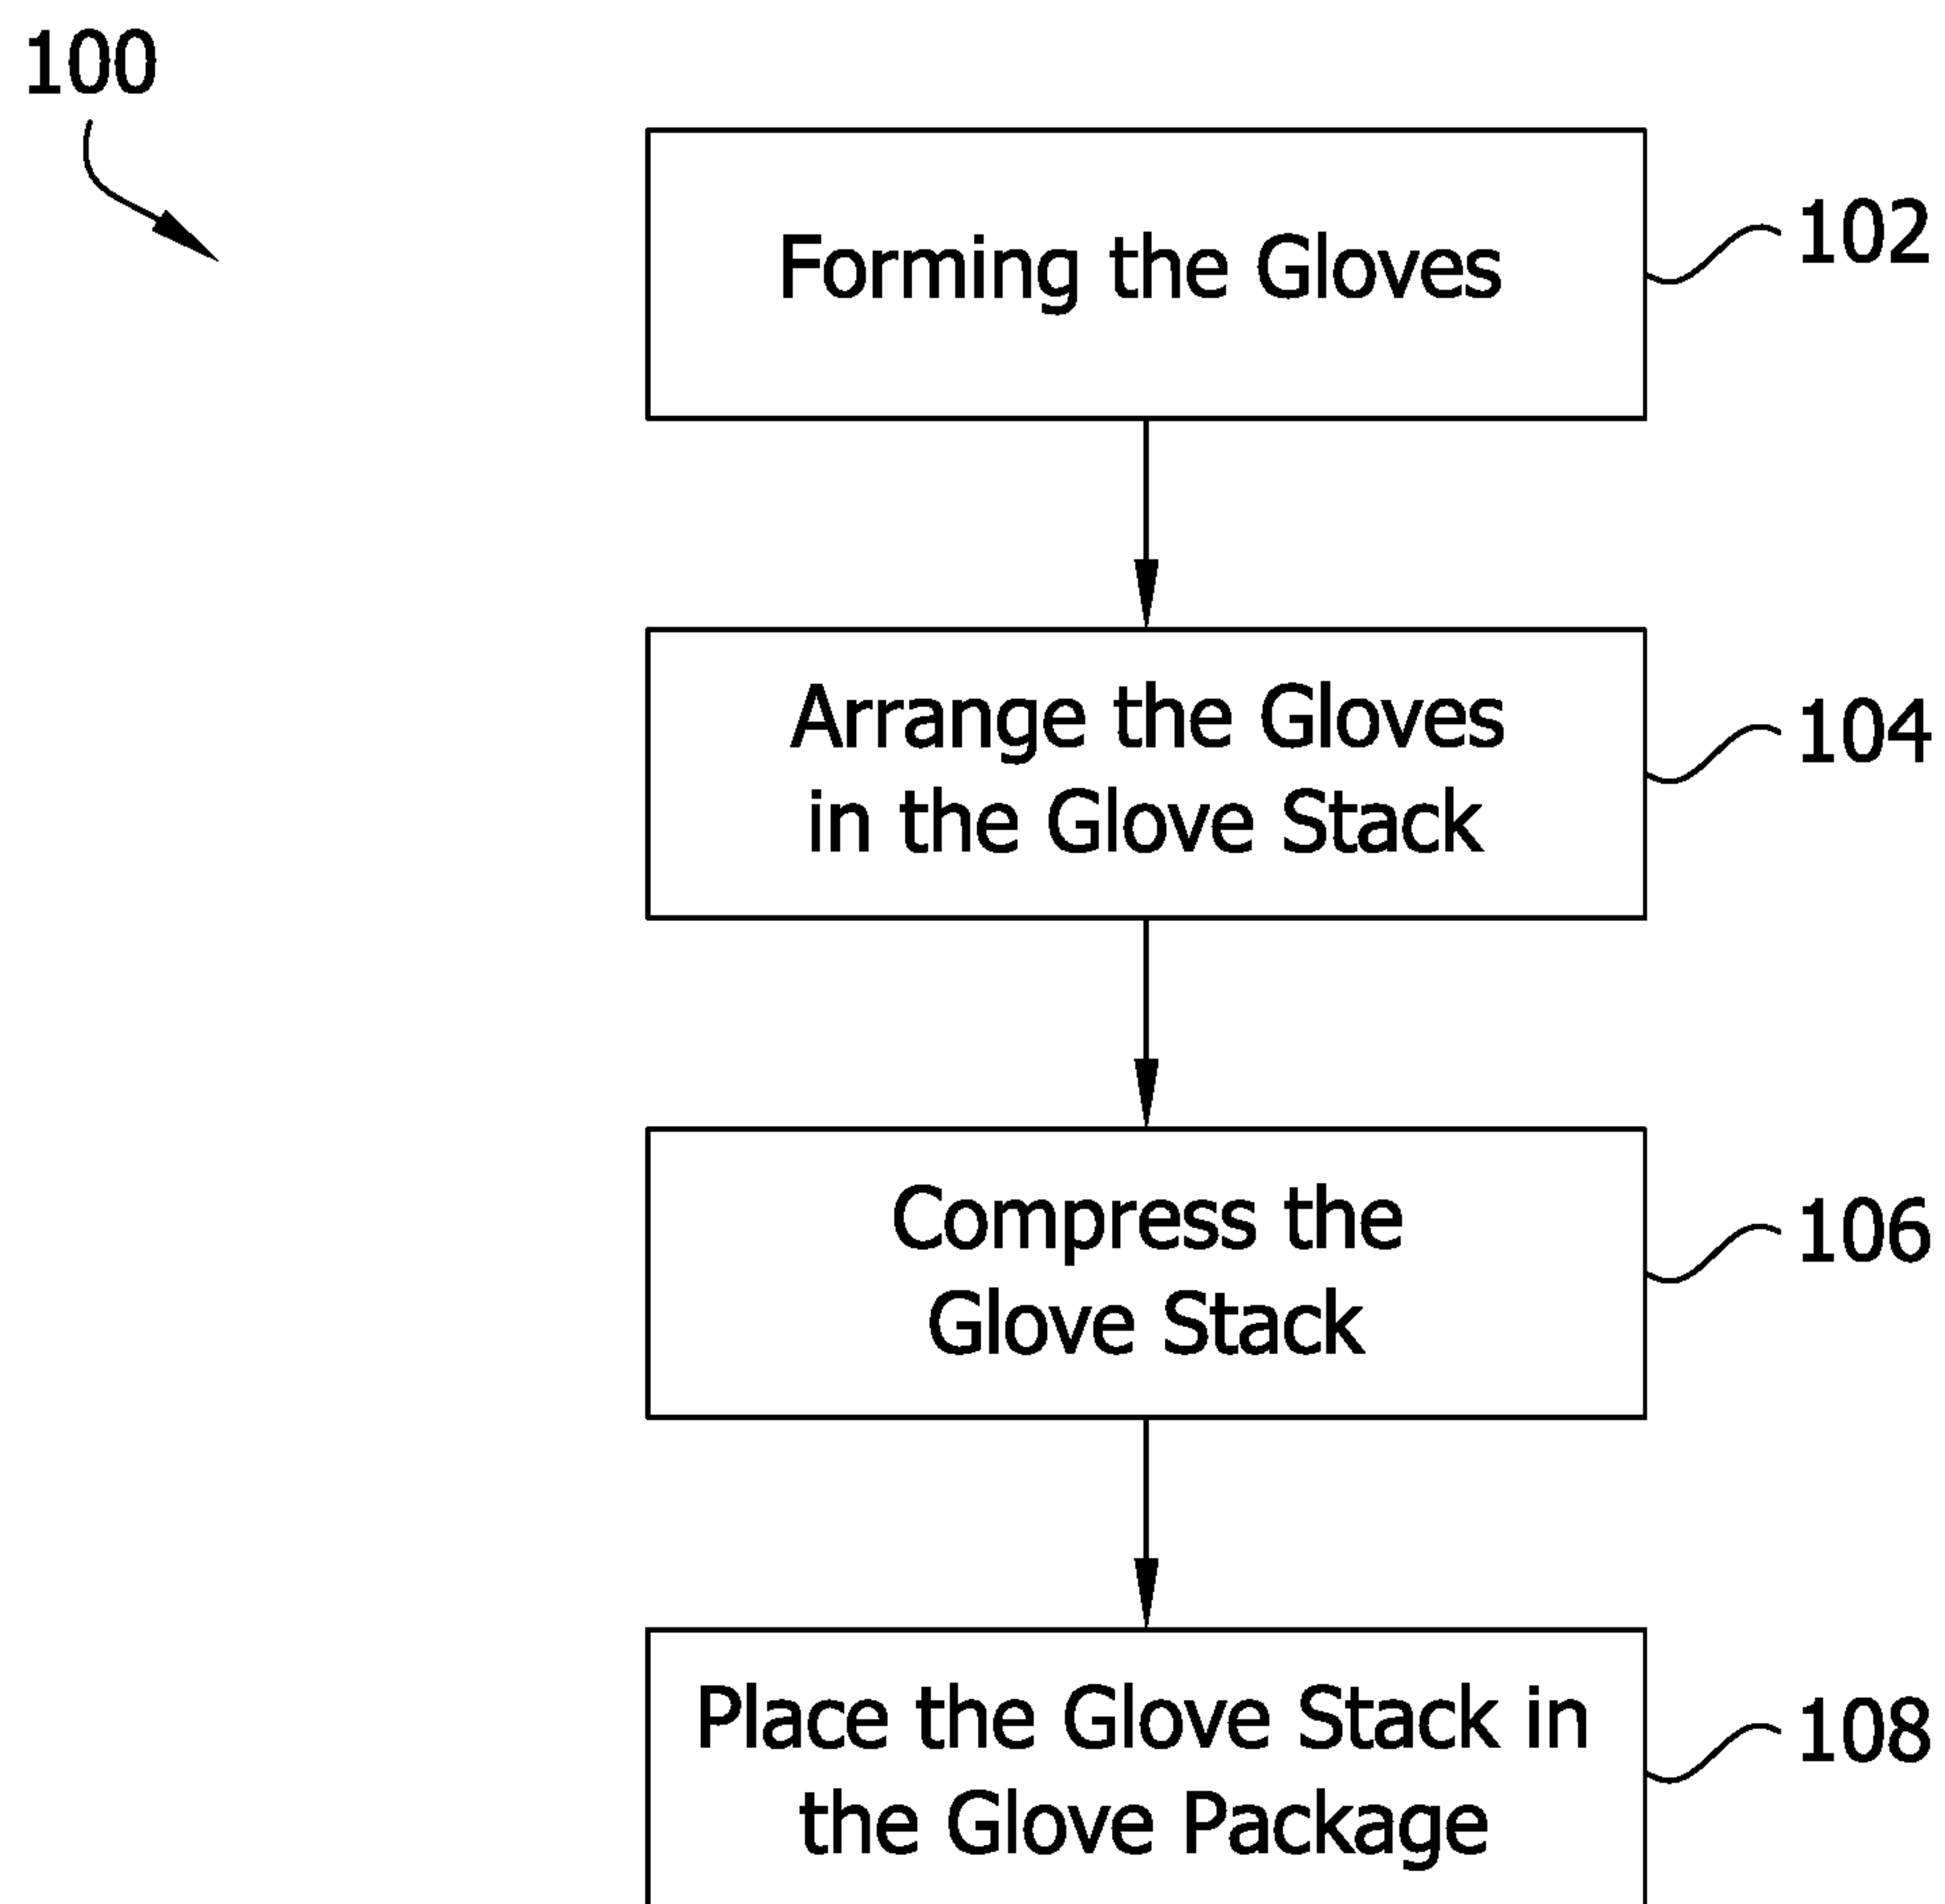 100
Forming the Gloves
102
Arrange the Gloves
in the Glove Stack
104
Compress the
Glove Stack
106
Place the Glove Stack in
the Glove Package
108